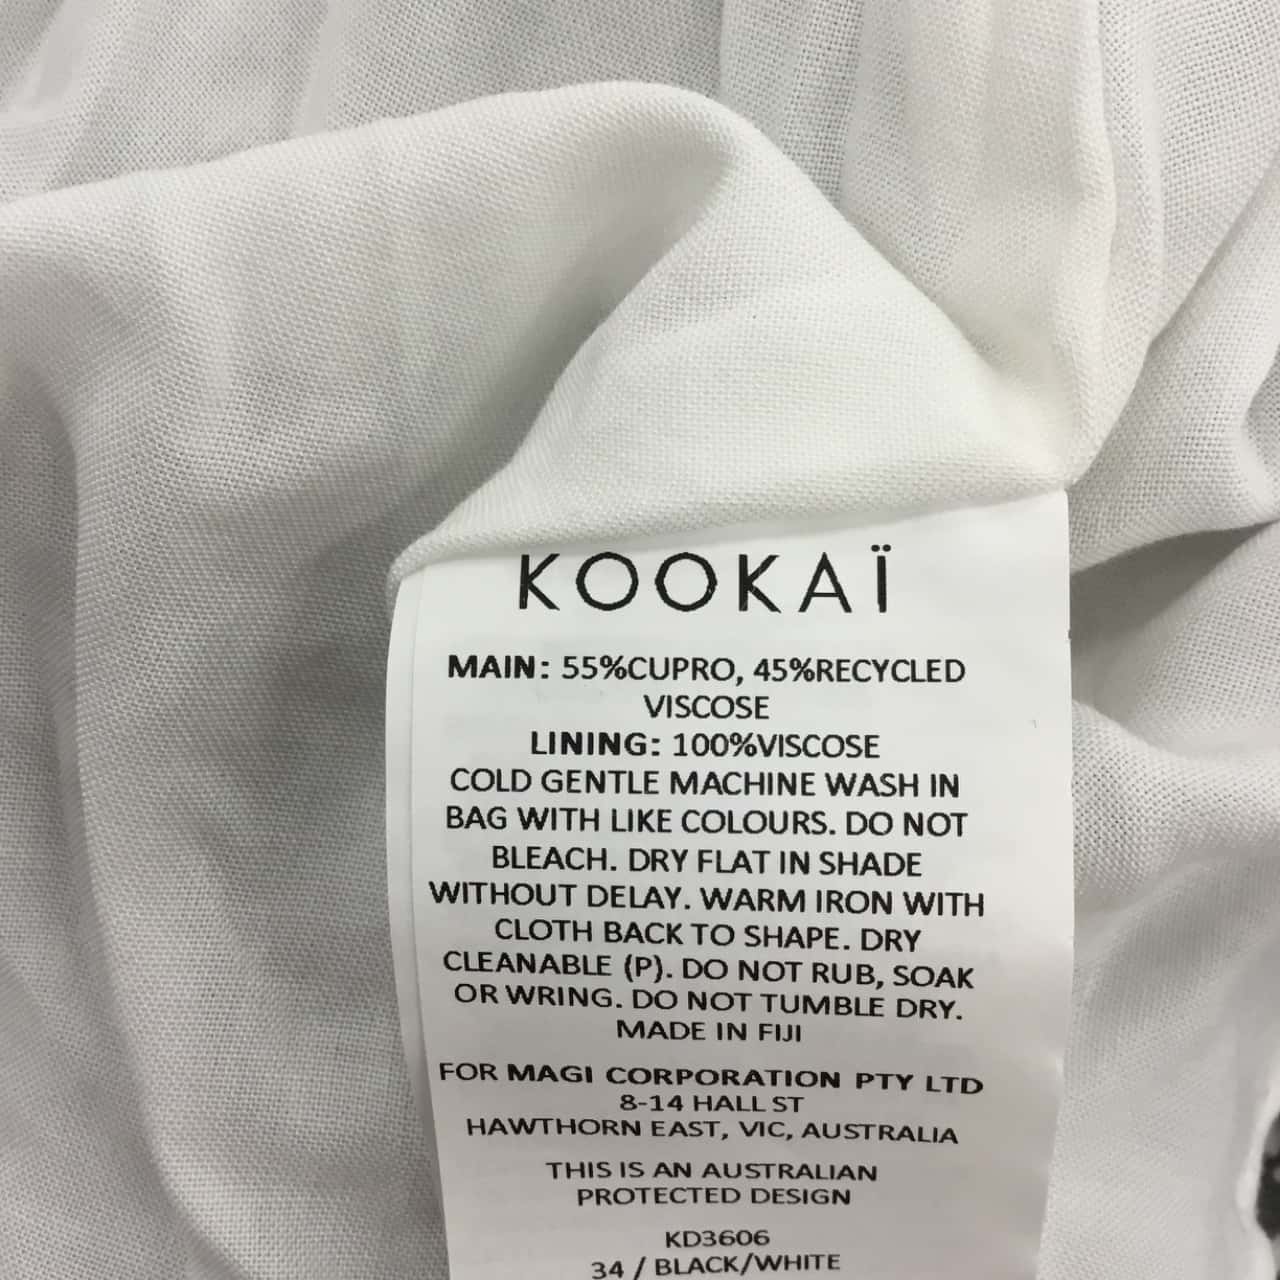 KOOKAÏ
MAIN: 55%CUPRO, 45%RECYCLED
VISCOSE
LINING: 100%VISCOSE
COLD GENTLE MACHINE WASH IN
BAG WITH LIKE COLOURS. DO NOT
BLEACH. DRY FLAT IN SHADE
WITHOUT DELAY. WARM IRON WITH
CLOTH BACK TO SHAPE. DRY
CLEANABLE (P). DO NOT RUB, SOAK
OR WRING. DO NOT TUMBLE DRY.
MADE IN FIJI
FOR MAGI CORPORATION PTY LTD
8-14 HALL ST
HAWTHORN EAST, VIC, AUSTRALIA
THIS IS AN AUSTRALIAN
PROTECTED DESIGN
KD3606
34 / BLACK/WHITE